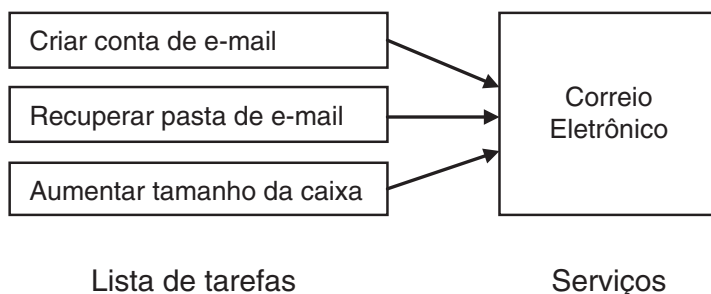 Criar conta de e-mail
Recuperar pasta de e-mail
Aumentar tamanho da caixa
Correio
Eletrônico
Lista de tarefas
Serviços